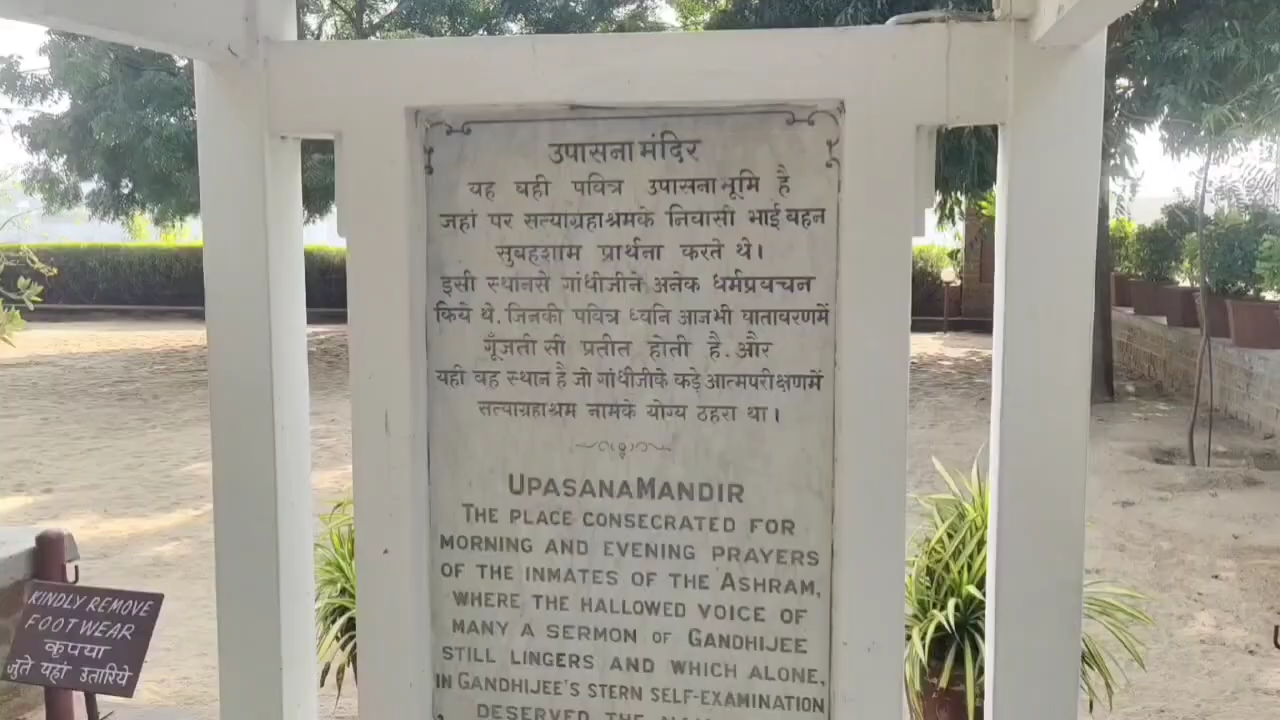 उपासना मंदिर
यह वही पवित्र उपासनाभूमि है
जहां पर सत्याग्रहाश्रमके निवासी भाई बहन
सुबहशाम प्रार्थना करते थे।
इसी स्थानसे गांधीजीने अनेक धर्मप्रवचन
किये थे, जिनकी पवित्र ध्वनि आजभी वातावरणमें
गूँजती सी प्रतीत होती है. और
यही वह स्थान है जो गांधीजीके कड़े आत्मपरीक्षणमें
सत्याग्रहाश्रम नामके योग्य ठहरा था।
UPASANA MANDIR
THE PLACE CONSECRATED FOR
MORNING AND EVENING PRAYERS
OF THE INMATES OF THE ASHRAM,
WHERE THE HALLOWED VOICE OF
MANY A SERMON OF GANDHIJEE
STILL LINGERS AND WHICH ALONE,
IN GANDHIJEE'S STERN SELF-EXAMINATION
DESERVED THE
KINDLY REMOVE
FOOTWEAR
कृपया
जुते यहां उतारिये